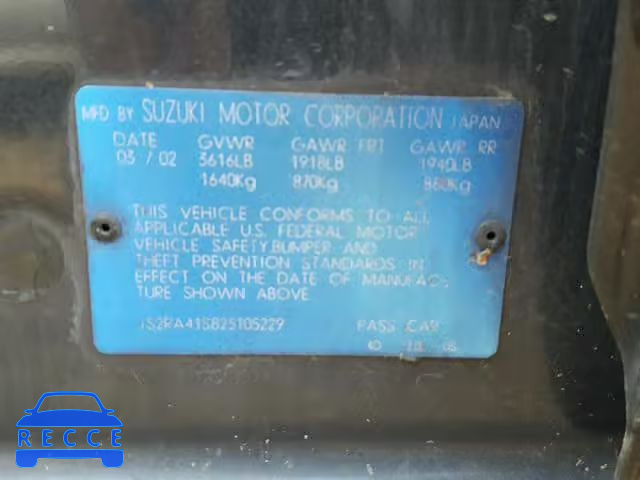 MFD BY SUZUKI MOTOR CORPORATION JAPAN
DATE GVWR GAWR FRT GAWR RR
03 / 02 3616LB 1918LB 1940LB
1640Kg 870Kg 880Kg
THIS VEHICLE CONFORMS TO ALL
APPLICABLE U.S. FEDERAL MOTOR
VEHICLE SAFETY,BUMPER AND
THEFT PREVENTION STANDARDS IN
EFFECT ON THE DATE OF MANUFAC-
TURE SHOWN ABOVE.
JS2RA41S825105229 PASS CAR
RECCE